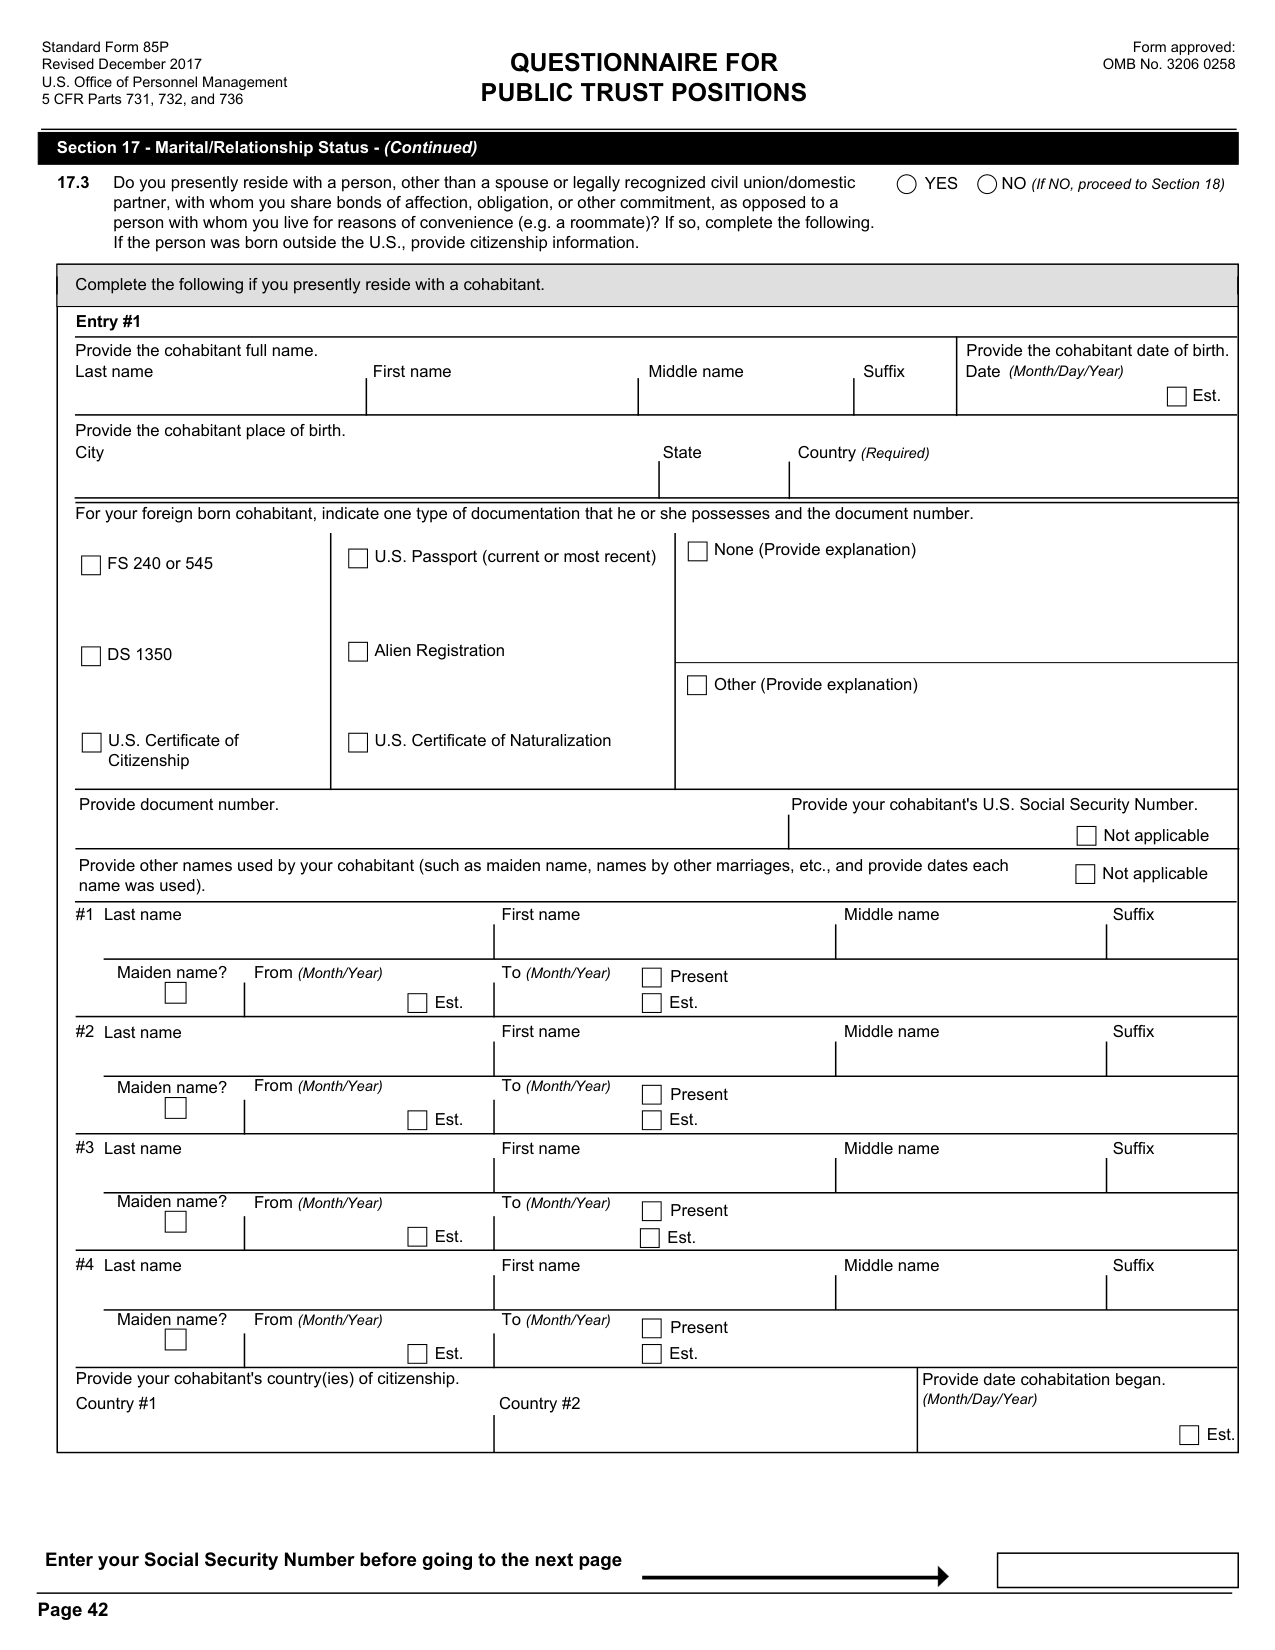 Standard Form 85P
Revised December 2017
U.S. Office of Personnel Management
5 CFR Parts 731, 732, and 736
QUESTIONNAIRE FOR
PUBLIC TRUST POSITIONS
Form approved:
OMB No. 3206 0258
Section 17 - Marital/Relationship Status - (Continued)
17.3 Do you presently reside with a person, other than a spouse or legally recognized civil union/domestic
partner, with whom you share bonds of affection, obligation, or other commitment, as opposed to a
person with whom you live for reasons of convenience (e.g. a roommate)? If so, complete the following.
If the person was born outside the U.S., provide citizenship information.
YES NO (If NO, proceed to Section 18)
Complete the following if you presently reside with a cohabitant.
Entry #1
Provide the cohabitant full name.
Last name First name Middle name Suffix
Provide the cohabitant date of birth.
Date (Month/Day/Year)
Est.
Provide the cohabitant place of birth.
City State Country (Required)
For your foreign born cohabitant, indicate one type of documentation that he or she possesses and the document number.
FS 240 or 545
U.S. Passport (current or most recent)
None (Provide explanation)
DS 1350
Alien Registration
Other (Provide explanation)
U.S. Certificate of
Citizenship
U.S. Certificate of Naturalization
Provide document number.
Provide your cohabitant's U.S. Social Security Number.
Not applicable
Provide other names used by your cohabitant (such as maiden name, names by other marriages, etc., and provide dates each
name was used).
Not applicable
#1 Last name First name Middle name Suffix
Maiden name? From (Month/Year) To (Month/Year) Present
Est. Est.
#2 Last name First name Middle name Suffix
Maiden name? From (Month/Year) To (Month/Year) Present
Est. Est.
#3 Last name First name Middle name Suffix
Maiden name? From (Month/Year) To (Month/Year) Present
Est. Est.
#4 Last name First name Middle name Suffix
Maiden name? From (Month/Year) To (Month/Year) Present
Est. Est.
Provide your cohabitant's country(ies) of citizenship.
Country #1 Country #2
Provide date cohabitation began.
(Month/Day/Year)
Est.
Enter your Social Security Number before going to the next page
Page 42